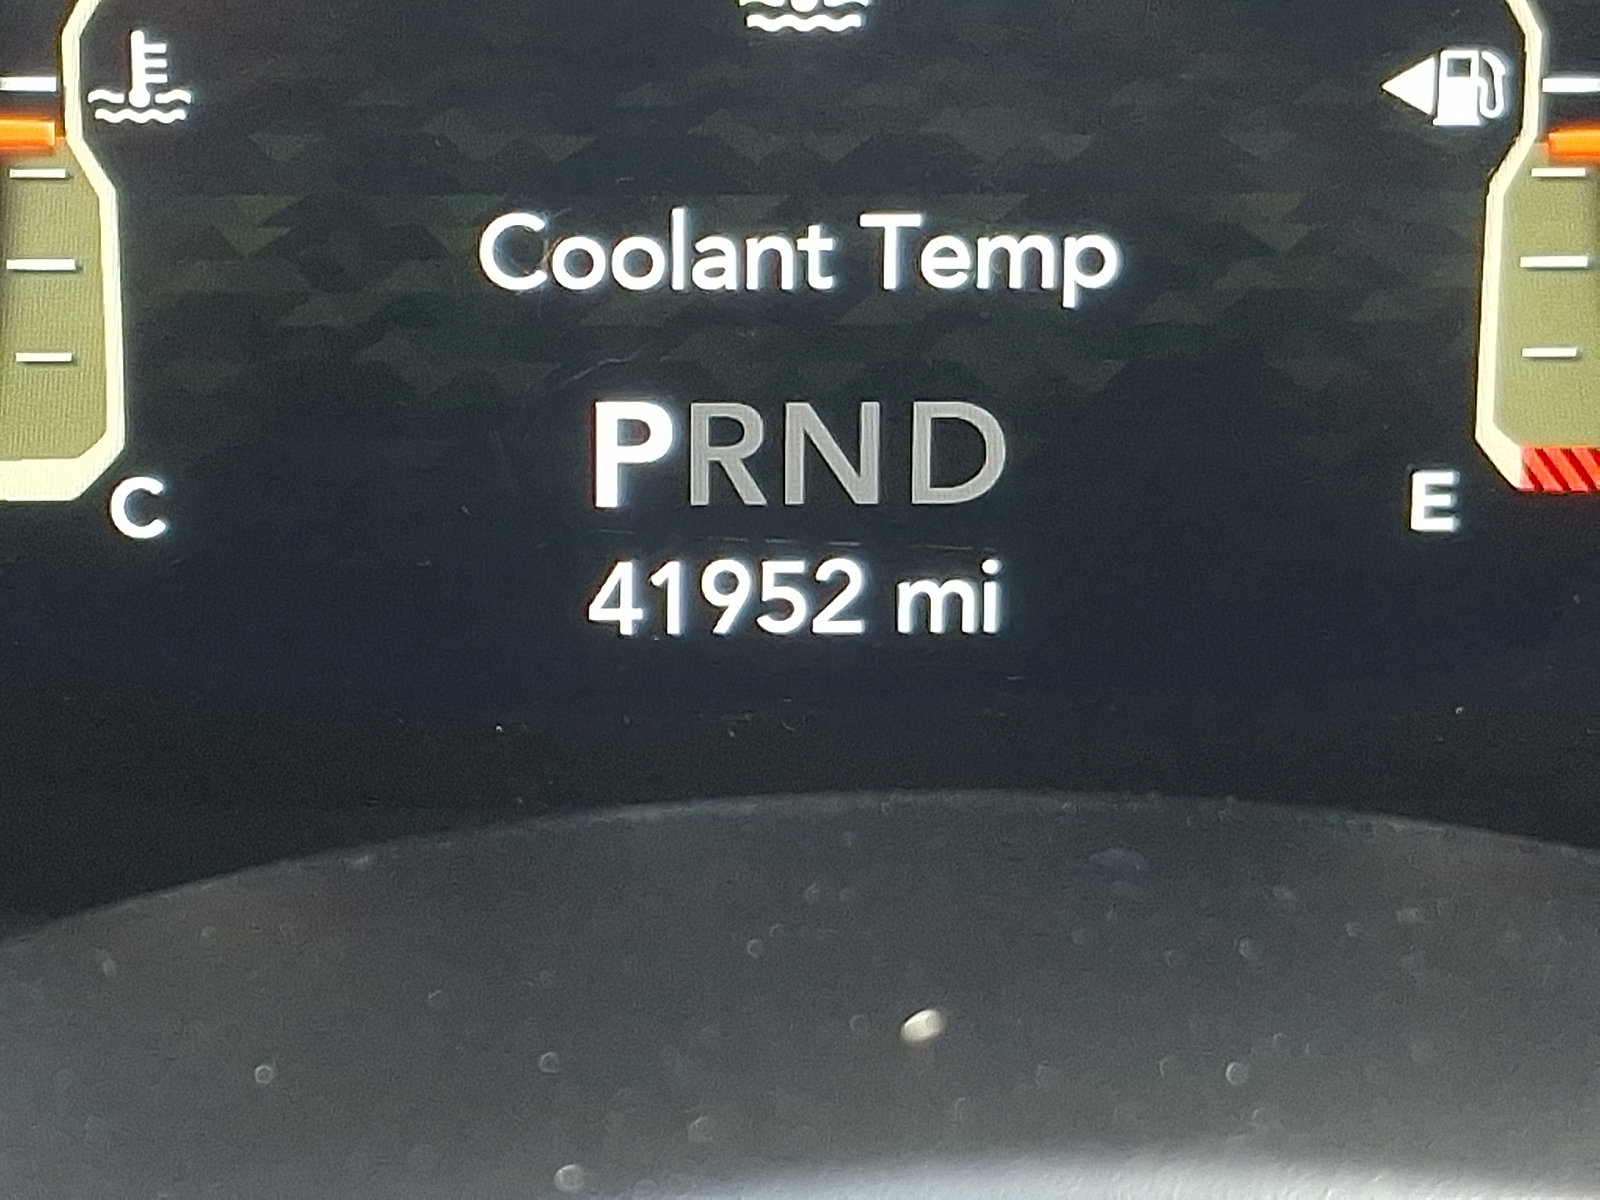 Coolant Temp
PRND
C
E
41952 mi